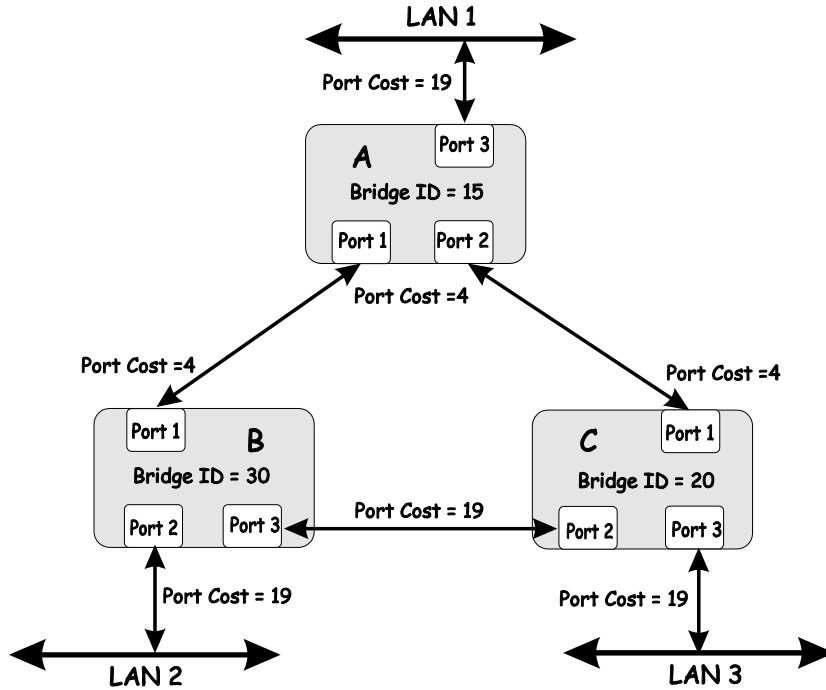 LAN 1
Port Cost = 19
Port 3
A
Bridge ID = 15
Port 1
Port 2
Port Cost =4
Port Cost =4
Port Cost =4
Port 1
B
Bridge ID = 30
Port 2
Port 3
C
Port 1
Bridge ID = 20
Port 2
Port 3
Port Cost = 19
Port Cost = 19
Port Cost = 19
LAN 2
LAN 3